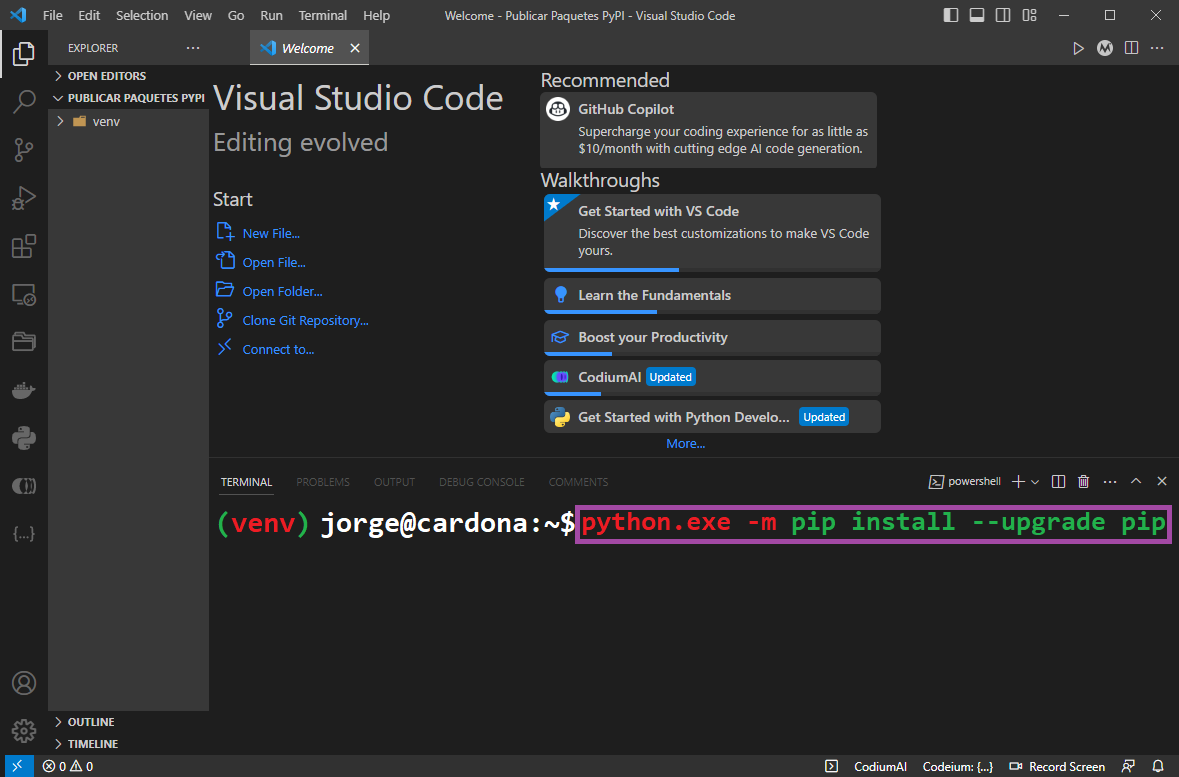 File Edit Selection View Go Run Terminal Help
Welcome - Publicar Paquetes PyPI - Visual Studio Code
EXPLORER
Welcome
OPEN EDITORS
PUBLICAR PAQUETES PYPI
venv
Visual Studio Code
Editing evolved
Start
New File...
Open File...
Open Folder...
Clone Git Repository...
Connect to...
Recommended
GitHub Copilot
Supercharge your coding experience for as little as
$10/month with cutting edge AI code generation.
Walkthroughs
Get Started with VS Code
Discover the best customizations to make VS Code
yours.
Learn the Fundamentals
Boost your Productivity
CodiumAI Updated
Get Started with Python Develo... Updated
More...
TERMINAL PROBLEMS OUTPUT DEBUG CONSOLE COMMENTS
powershell
(venv) jorge@cardona:~$ python.exe -m pip install --upgrade pip
OUTLINE
TIMELINE
0 0
CodiumAI Codeium: {...} Record Screen